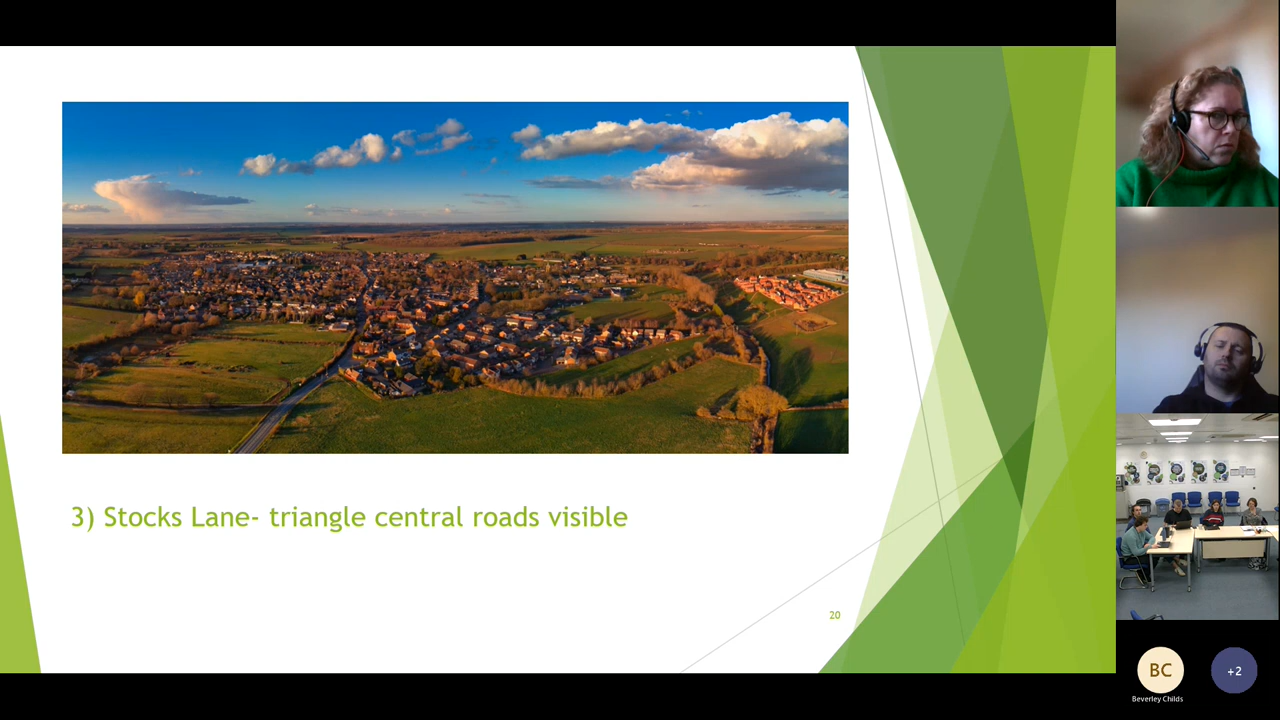 3) Stocks Lane- triangle central roads visible
20
BC
+2
Beverley Childs